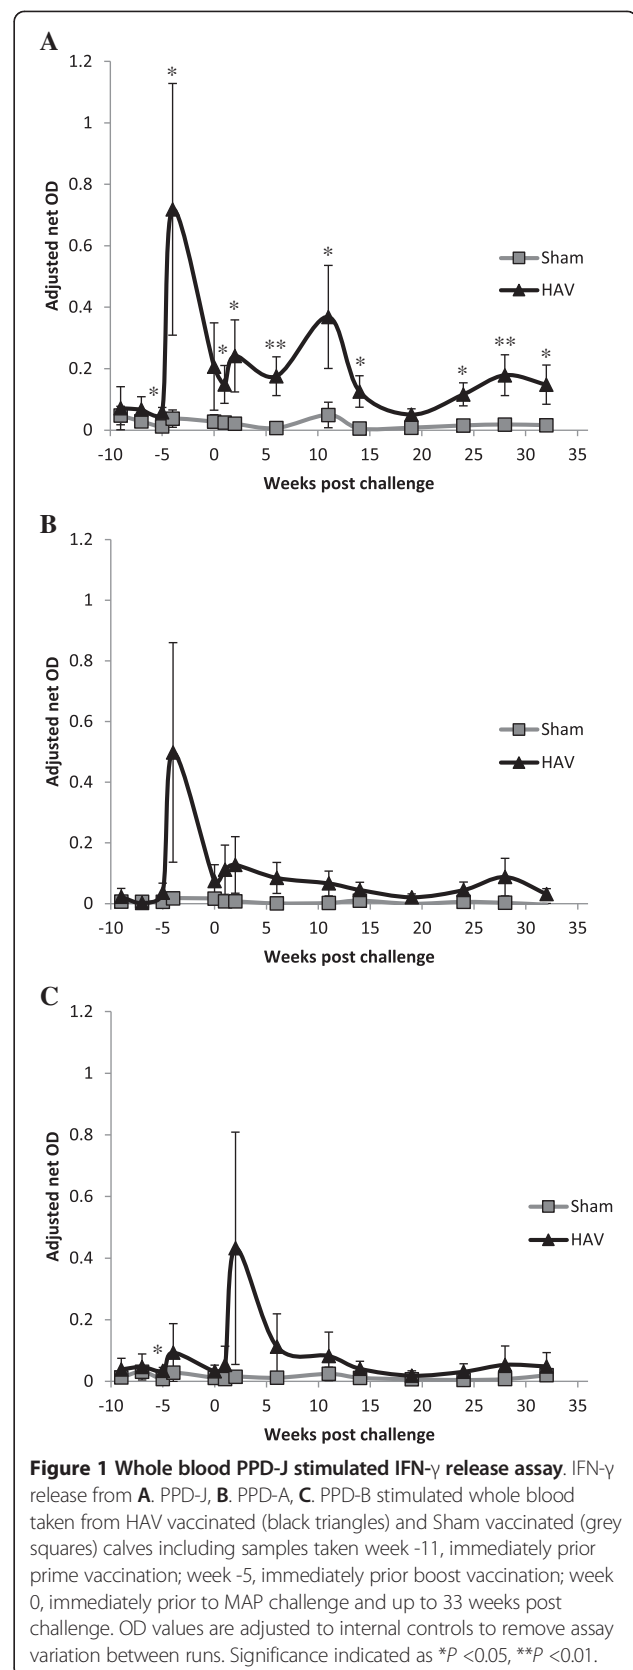 A
1.2
*
1
0.8
Adjusted net OD
0.6
*
Sham
HAV
0.4
*
* ** * * ** *
*
0.2
0
-10 -5 0 5 10 15 20 25 30 35
Weeks post challenge
B
1.2
1
0.8
Adjusted net OD
0.6
Sham
HAV
0.4
0.2
0
-10 -5 0 5 10 15 20 25 30 35
Weeks post challenge
C
1.2
1
0.8
Adjusted net OD
0.6
Sham
HAV
0.4
0.2
*
0
-10 -5 0 5 10 15 20 25 30 35
Weeks post challenge
Figure 1 Whole blood PPD-J stimulated IFN-γ release assay. IFN-γ
release from A. PPD-J, B. PPD-A, C. PPD-B stimulated whole blood
taken from HAV vaccinated (black triangles) and Sham vaccinated (grey
squares) calves including samples taken week -11, immediately prior
prime vaccination; week -5, immediately prior boost vaccination; week
0, immediately prior to MAP challenge and up to 33 weeks post
challenge. OD values are adjusted to internal controls to remove assay
variation between runs. Significance indicated as *P <0.05, **P <0.01.